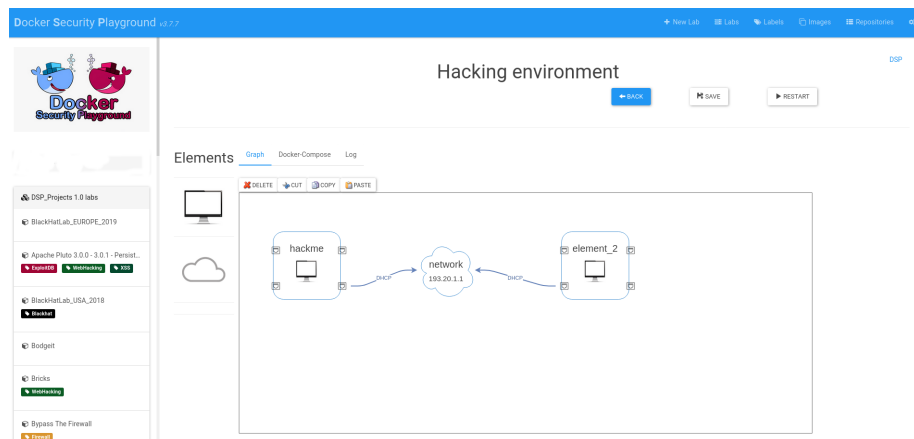 Docker Security Playground v3.7.7
+ New Lab Labs Labels Images Repositories
Docker
Security Playground
Hacking environment
DSP
BACK SAVE RESTART
Elements Graph Docker-Compose Log
DELETE CUT COPY PASTE
DSP_Projects 1.0 labs
BlackHatLab_EUROPE_2019
Apache Pluto 3.0.0 - 3.0.1 - Persist...
ExploitDB WebHacking XSS
BlackHatLab_USA_2018
Blackhat
Bodgeit
Bricks
WebHacking
Bypass The Firewall
Firewall
hackme
DHCP
network
193.20.1.1
DHCP
element_2